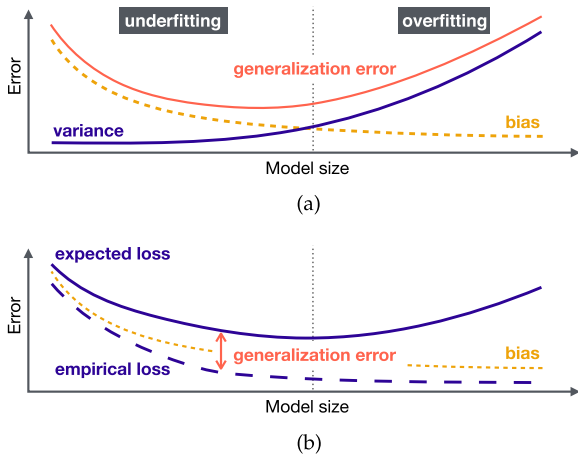 underfitting
overfitting
generalization error
variance
bias
Error
Model size
(a)
expected loss
generalization error
bias
empirical loss
Error
Model size
(b)